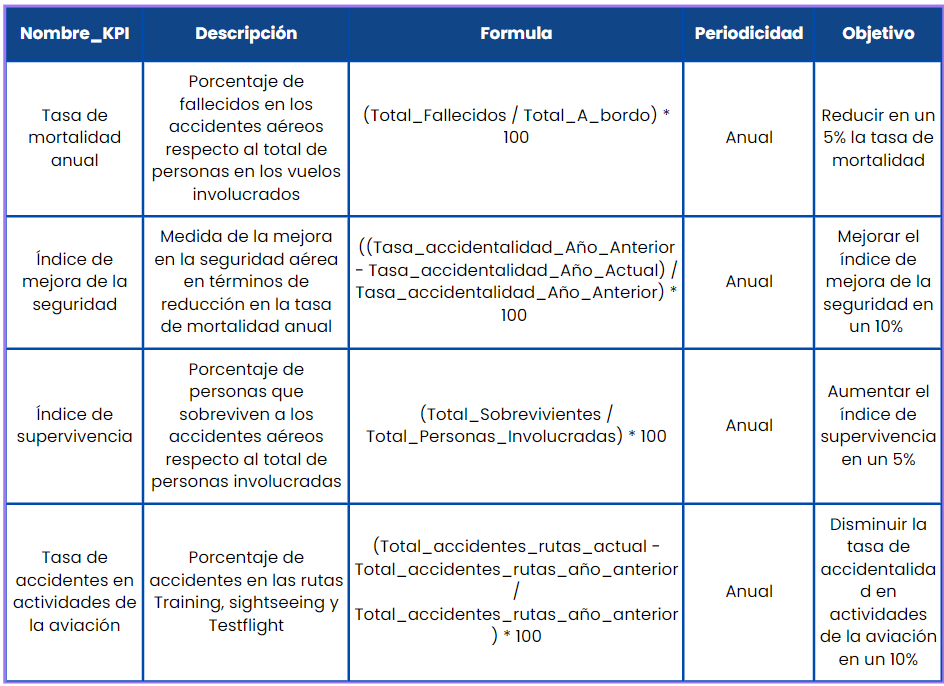 Nombre_KPI
Descripción
Formula
Periodicidad
Objetivo
Tasa de
mortalidad
anual
Porcentaje de
fallecidos en los
accidentes aéreos
respecto al total de
personas en los vuelos
involucrados
(Total_Fallecidos / Total_A_bordo) *
100
Anual
Reducir en un
5% la tasa de
mortalidad
Índice de
mejora de la
seguridad
Medida de la mejora
en la seguridad aérea
en términos de
reducción en la tasa
de mortalidad anual
((Tasa_accidentalidad_Año_Anterior
- Tasa_accidentalidad_Año_Actual) /
Tasa_accidentalidad_Año_Anterior) *
100
Anual
Mejorar el
índice de
mejora de la
seguridad en
un 10%
Índice de
supervivencia
Porcentaje de
personas que
sobreviven a los
accidentes aéreos
respecto al total de
personas involucradas
(Total_Sobrevivientes /
Total_Personas_Involucradas) * 100
Anual
Aumentar el
índice de
supervivencia
en un 5%
Tasa de
accidentes en
actividades de
la aviación
Porcentaje de
accidentes en las rutas
Training, sightseeing y
Testflight
(Total_accidentes_rutas_actual -
Total_accidentes_rutas_año_anterior
/
Total_accidentes_rutas_año_anterior
) * 100
Anual
Disminuir la
tasa de
accidentalida
d en
actividades
de la aviación
en un 10%